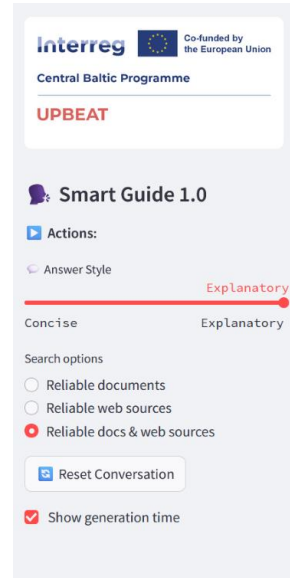 Interreg
Co-funded by
the European Union
Central Baltic Programme
UPBEAT
Smart Guide 1.0
Actions:
Answer Style
Explanatory
Concise Explanatory
Search options
Reliable documents
Reliable web sources
Reliable docs & web sources
Reset Conversation
Show generation time